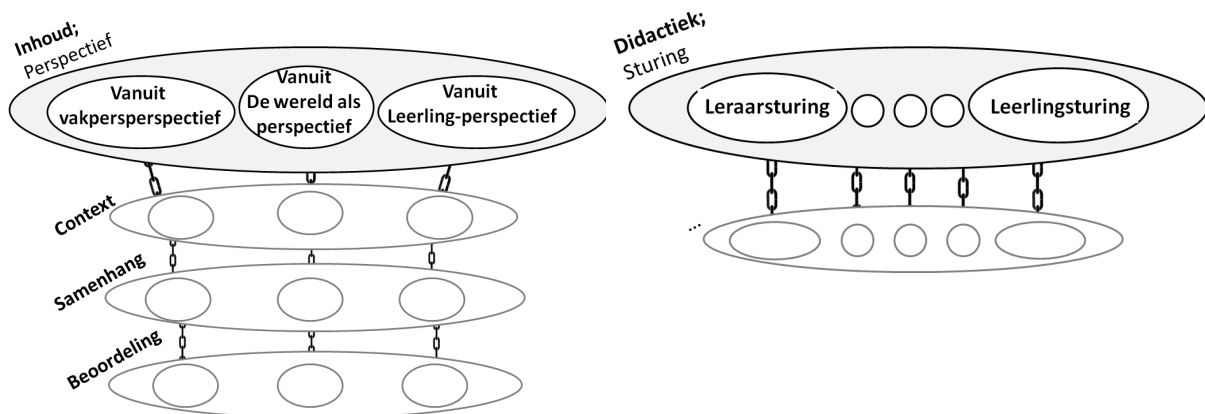 Inhoud;
Perspectief
Vanuit
vakpersperspectief
Vanuit
De wereld als
perspectief
Vanuit
Leerling-perspectief
Context
Samenhang
Beoordeling
Didactiek;
Sturing
Leraarsturing
Leerlingsturing
...